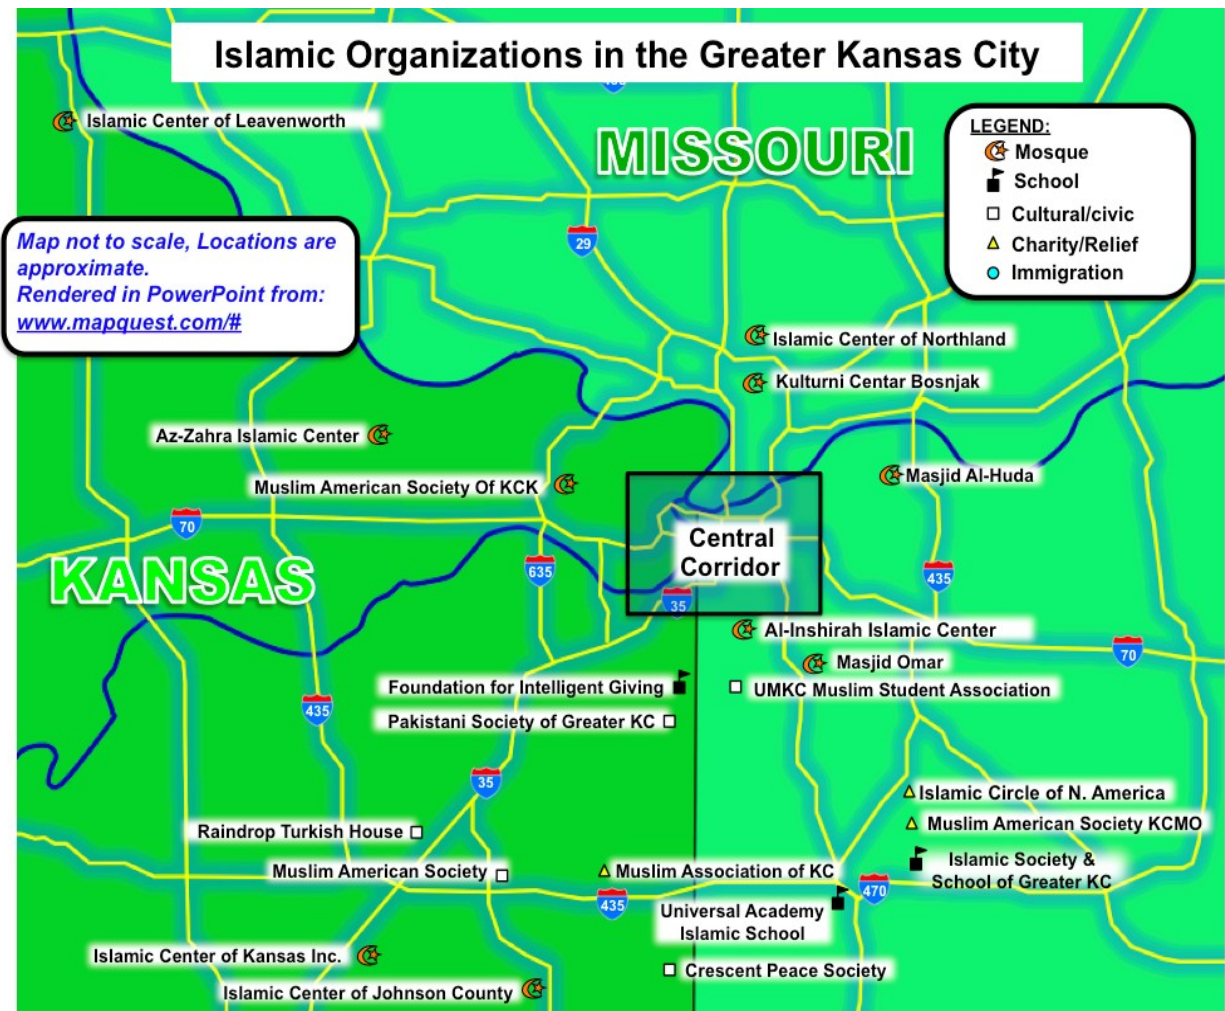 Islamic Organizations in the Greater Kansas City
Islamic Center of Leavenworth
MISSOURI
LEGEND:
Mosque
School
Cultural/civic
Charity/Relief
Immigration
Map not to scale, Locations are
approximate.
Rendered in PowerPoint from:
www.mapquest.com/#
29
Islamic Center of Northland
Kulturni Centar Bosnjak
Az-Zahra Islamic Center
Muslim American Society Of KCK
Masjid Al-Huda
70
Central
Corridor
KANSAS
635
435
35
Al-Inshirah Islamic Center
70
Masjid Omar
Foundation for Intelligent Giving
UMKC Muslim Student Association
435
Pakistani Society of Greater KC
35
Islamic Circle of N. America
Muslim American Society KCMO
Raindrop Turkish House
Islamic Society &
School of Greater KC
Muslim American Society
Muslim Association of KC
470
435
Universal Academy
Islamic School
Islamic Center of Kansas Inc.
Crescent Peace Society
Islamic Center of Johnson County